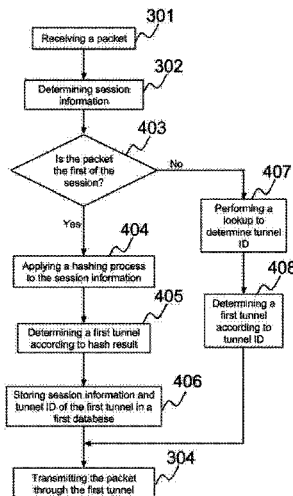 301
Receiving a packet
302
Determining session
information
403
Is the packet
the first of the
session?
No
407
Yes
Performing a
lookup to
determine tunnel
ID
404
Applying a hashing process
to the session information
408
405
Determining a
first tunnel
according to
tunnel ID
Determining a first tunnel
according to hash result
406
Storing session information and
tunnel ID of the first tunnel in a
first database
304
Transmitting the packet
through the first tunnel